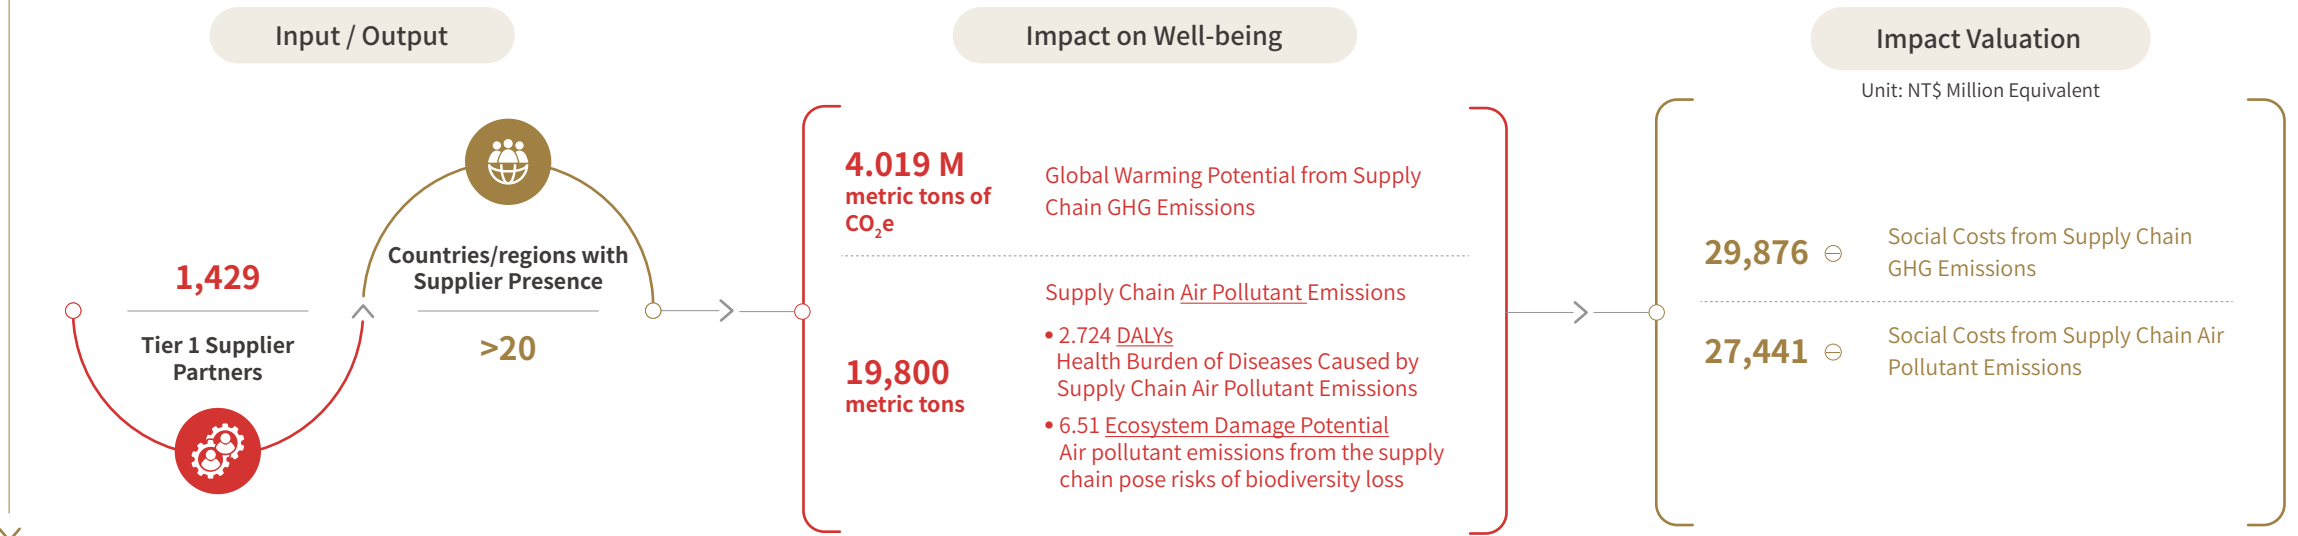 Input / Output
1,429
Tier 1 Supplier
Partners
Countries/regions with
Supplier Presence
>20
Impact on Well-being
4.019 M
metric tons of
CO₂e
Global Warming Potential from Supply
Chain GHG Emissions
19,800
metric tons
Supply Chain Air Pollutant Emissions
• 2.724 DALYs
Health Burden of Diseases Caused by
Supply Chain Air Pollutant Emissions
• 6.51 Ecosystem Damage Potential
Air pollutant emissions from the supply
chain pose risks of biodiversity loss
Impact Valuation
Unit: NT$ Million Equivalent
29,876 ⊖
Social Costs from Supply Chain
GHG Emissions
27,441 ⊖
Social Costs from Supply Chain Air
Pollutant Emissions